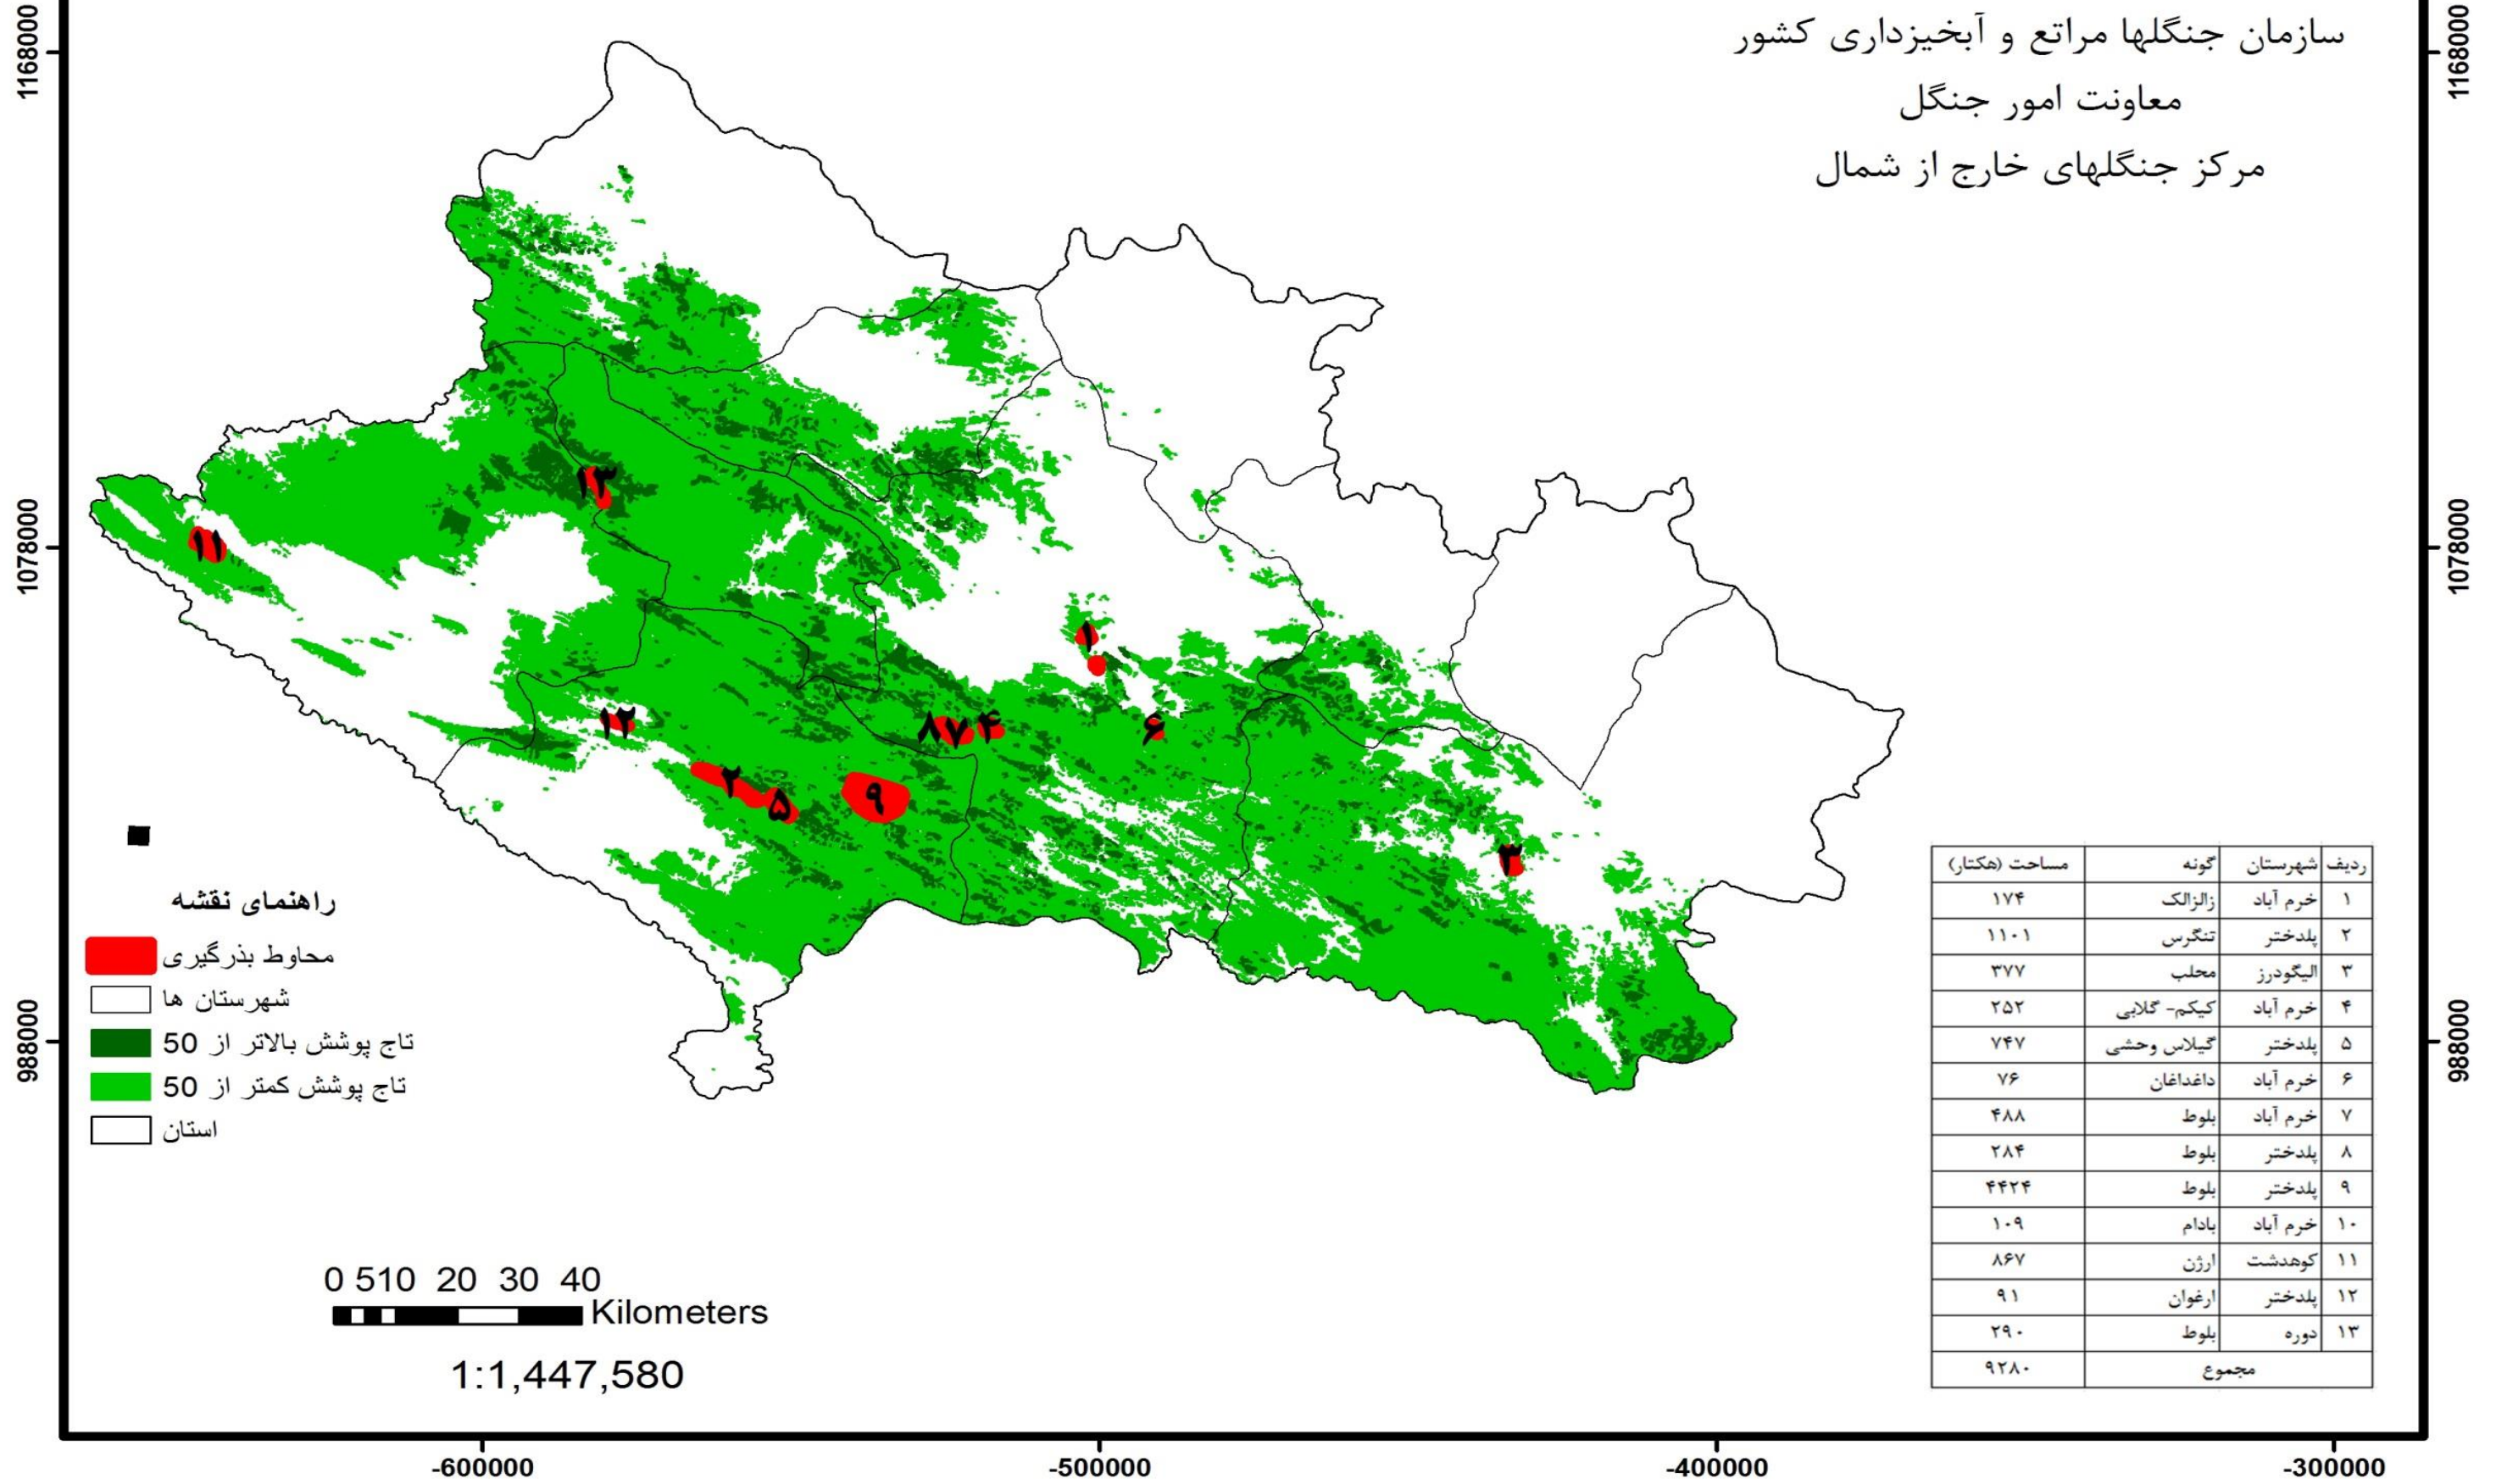 سازمان جنگلها مراتع و آبخیزداری کشور
معاونت امور جنگل
مرکز جنگلهای خارج از شمال
1168000
1168000
1078000
1078000
988000
988000
-600000
-500000
-400000
-300000
۱۳
۱۱
۱
۱۲
۸
۷
۴
۶
۲
۵
۹
۳
راهنمای نقشه
محاوط بذرگیری
شهرستان ها
تاج پوشش بالاتر از 50
تاج پوشش کمتر از 50
استان
0 5 10 20 30 40
Kilometers
1:1,447,580
ردیف شهرستان گونه مساحت (هکتار)
۱ خرم آباد زالزالک ۱۷۴
۲ پلدختر تنگرس ۱۱۰۱
۳ الیگودرز محلب ۳۷۷
۴ خرم آباد کیکم- گلابی ۲۵۲
۵ پلدختر گیلاس وحشی ۷۴۷
۶ خرم آباد داغداغان ۷۶
۷ خرم آباد بلوط ۴۸۸
۸ پلدختر بلوط ۲۸۴
۹ پلدختر بلوط ۴۴۲۴
۱۰ خرم آباد بادام ۱۰۹
۱۱ کوهدشت ارژن ۸۶۷
۱۲ پلدختر ارغوان ۹۱
۱۳ دوره بلوط ۲۹۰
مجموع ۹۲۸۰